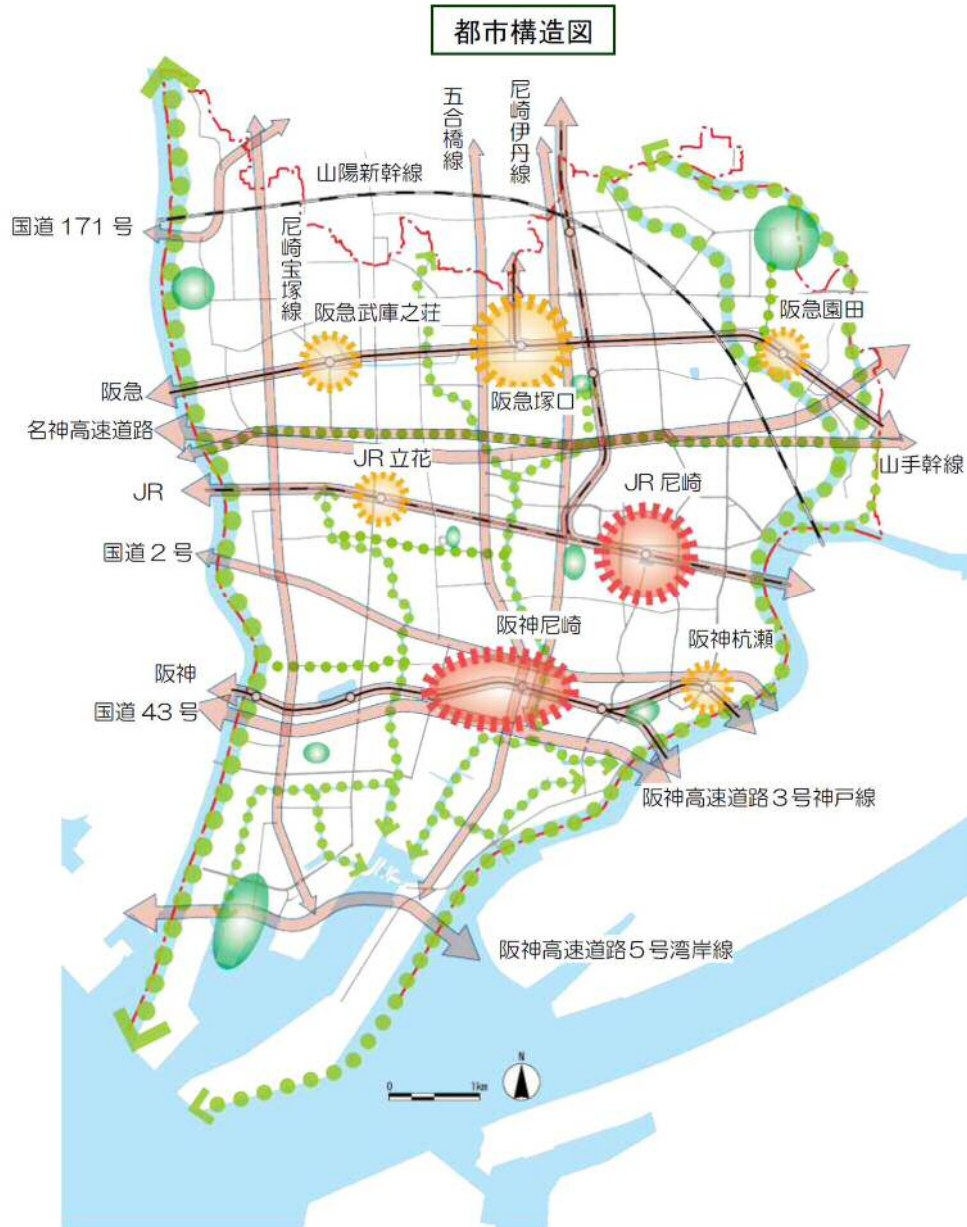 都市構造図
五合橋線
尼崎伊丹線
山陽新幹線
国道171号
尼崎宝塚線
阪急武庫之荘
阪急園田
阪急
阪急塚口
名神高速道路
山手幹線
JR立花
JR
JR尼崎
国道2号
阪神尼崎
阪神杭瀬
阪神
国道43号
阪神高速道路3号神戸線
阪神高速道路5号湾岸線
N
0 1km